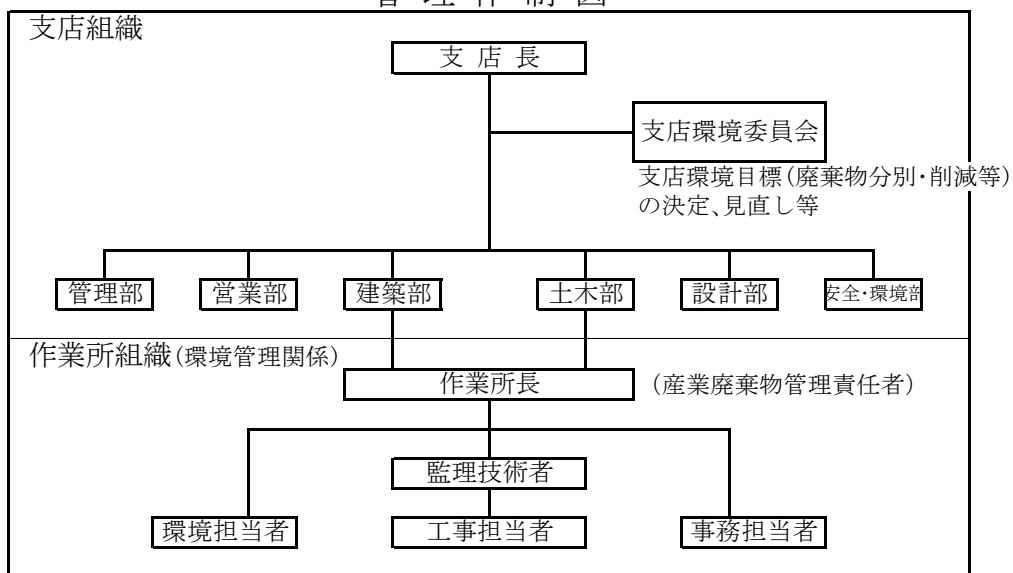 管理体制図
支店組織
支店長
支店環境委員会
支店環境目標(廃棄物分別・削減等)
の決定、見直し等
管理部
営業部
建築部
土木部
設計部
安全・環境部
作業所組織(環境管理関係)
作業所長
(産業廃棄物管理責任者)
監理技術者
環境担当者
工事担当者
事務担当者